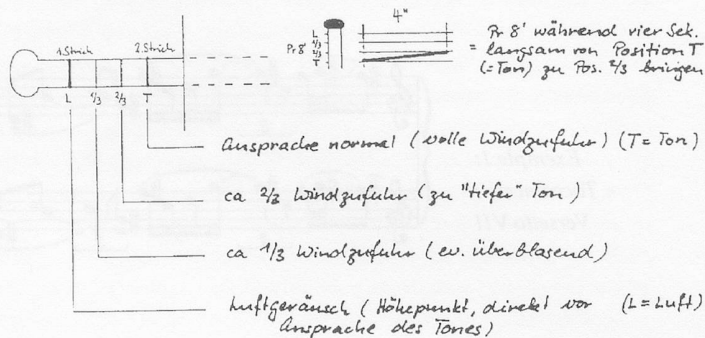 4"
1. Strich 2. Strich
Pr 8'
L
1/3
2/3
T
Pr 8' während vier Sek.
= langsam von Position T
(= Ton) zu Pos. 2/3 bringen
L 1/3 2/3 T
Ansprache normal (volle Windzufuhr) (T = Ton)
ca 2/3 Windzufuhr (zu "tiefer" Ton)
ca 1/3 Windzufuhr (ev. überblasend)
Luftgeräusch (Höhepunkt, direkt vor (L = Luft)
Ansprache des Tones)